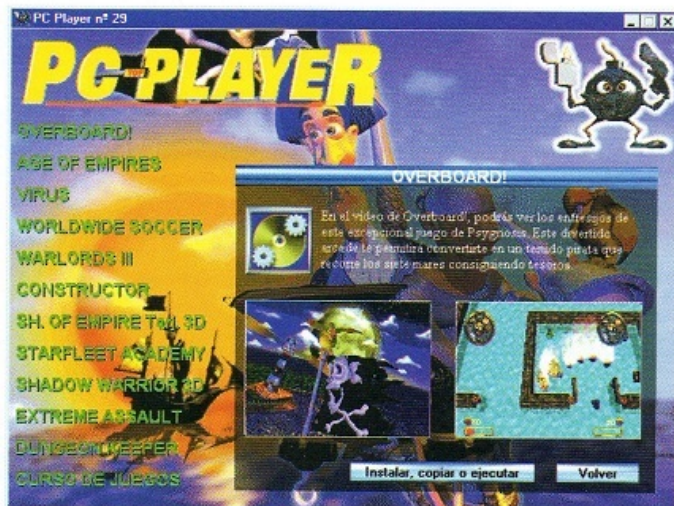 PC Player nº 29
PC PLAYER
OVERBOARD!
AGE OF EMPIRES
VIRUS
WORLDWIDE SOCCER
WARLORDS III
CONSTRUCTOR
SH. OF EMPIRE Tot. 3D
STARFLEET ACADEMY
SHADOW WARRIOR 3D
EXTREME ASSAULT
DUNGEON KEEPER
CURSO DE JUEGOS
OVERBOARD!
En el video de Overboard!, podrás ver los entresijos de
este excepcional juego de Psygnosis. Este divertido
arcade te permitirá convertirte en un temido pirata que
recorre los siete mares consiguiendo tesoros.
Instalar, copiar o ejecutar
Volver